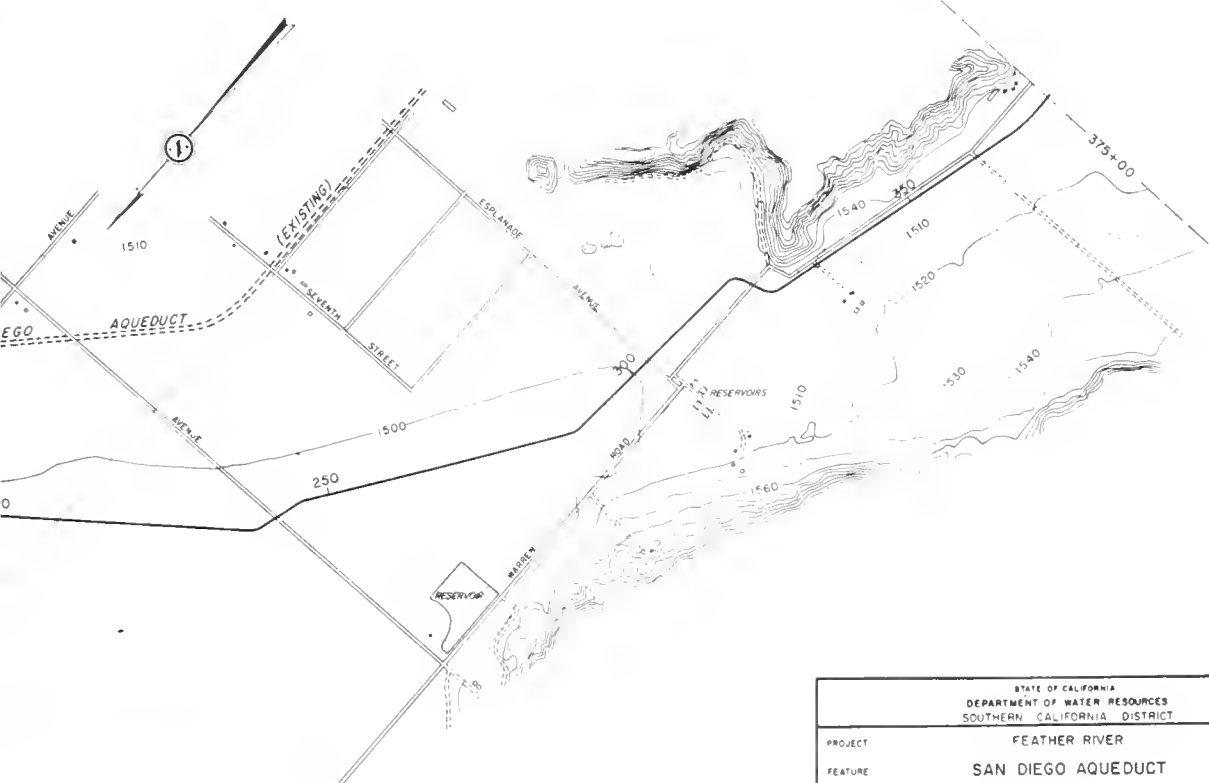 375+00
(EXISTING)
AVENUE
1510
ESPLANADE
AVENUE
350
1540
1510
1520
SEVENTH
STREET
EGO
AQUEDUCT
300
RESERVOIRS
1510
1530
1540
AVENUE
1500
ROAD
250
1560
0
WARREN
RESERVOIR
STATE OF CALIFORNIA
DEPARTMENT OF WATER RESOURCES
SOUTHERN CALIFORNIA DISTRICT
PROJECT FEATHER RIVER
FEATURE SAN DIEGO AQUEDUCT